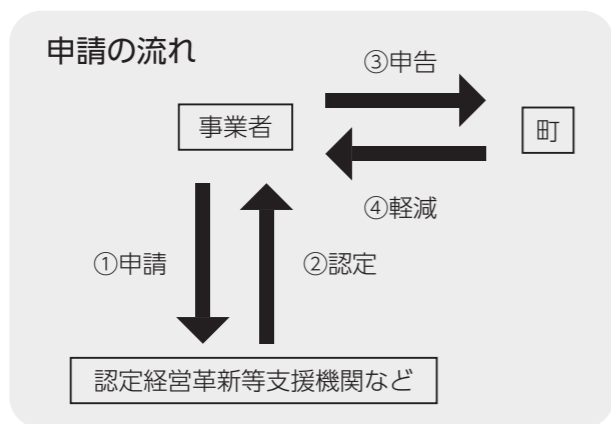 申請の流れ
③申告
事業者
町
④軽減
①申請
②認定
認定経営革新等支援機関など